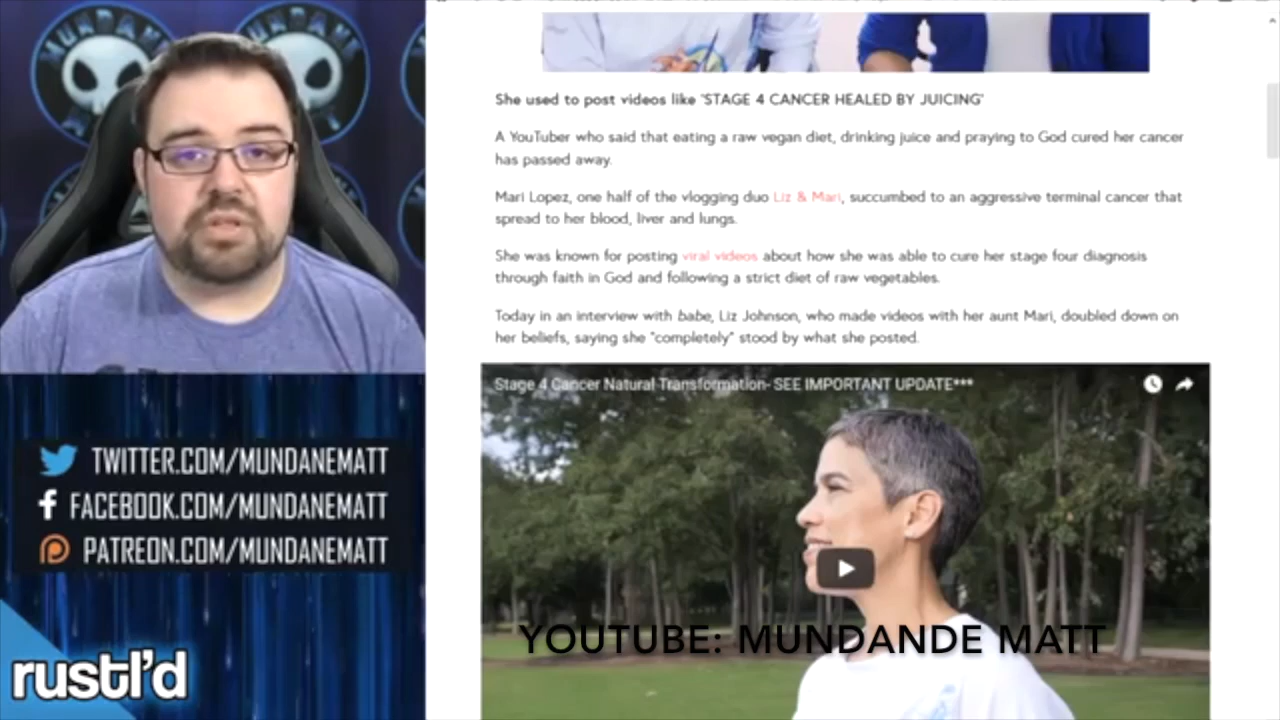 MUNDANE
MUNDANE
TWITTER.COM/MUNDANEMATT
FACEBOOK.COM/MUNDANEMATT
PATREON.COM/MUNDANEMATT
rustl'd
She used to post videos like 'STAGE 4 CANCER HEALED BY JUICING'
A YouTuber who said that eating a raw vegan diet, drinking juice and praying to God cured her cancer
has passed away.
Mari Lopez, one half of the vlogging duo Liz & Mari, succumbed to an aggressive terminal cancer that
spread to her blood, liver and lungs.
She was known for posting viral videos about how she was able to cure her stage four diagnosis
through faith in God and following a strict diet of raw vegetables.
Today in an interview with babe, Liz Johnson, who made videos with her aunt Mari, doubled down on
her beliefs, saying she "completely" stood by what she posted.
Stage 4 Cancer Natural Transformation- SEE IMPORTANT UPDATE***
YOUTUBE: MUNDANDE MATT